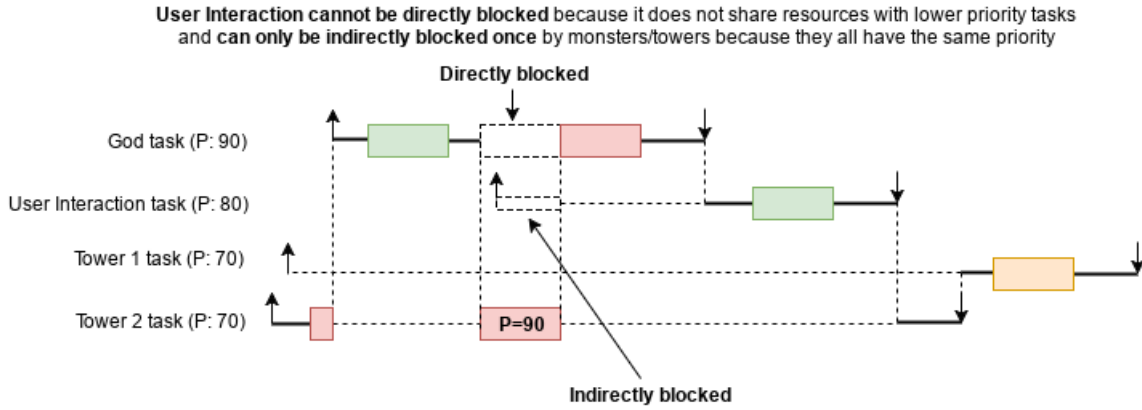 User Interaction cannot be directly blocked because it does not share resources with lower priority tasks
and can only be indirectly blocked once by monsters/towers because they all have the same priority
Directly blocked
God task (P: 90)
User Interaction task (P: 80)
Tower 1 task (P: 70)
Tower 2 task (P: 70)
P=90
Indirectly blocked